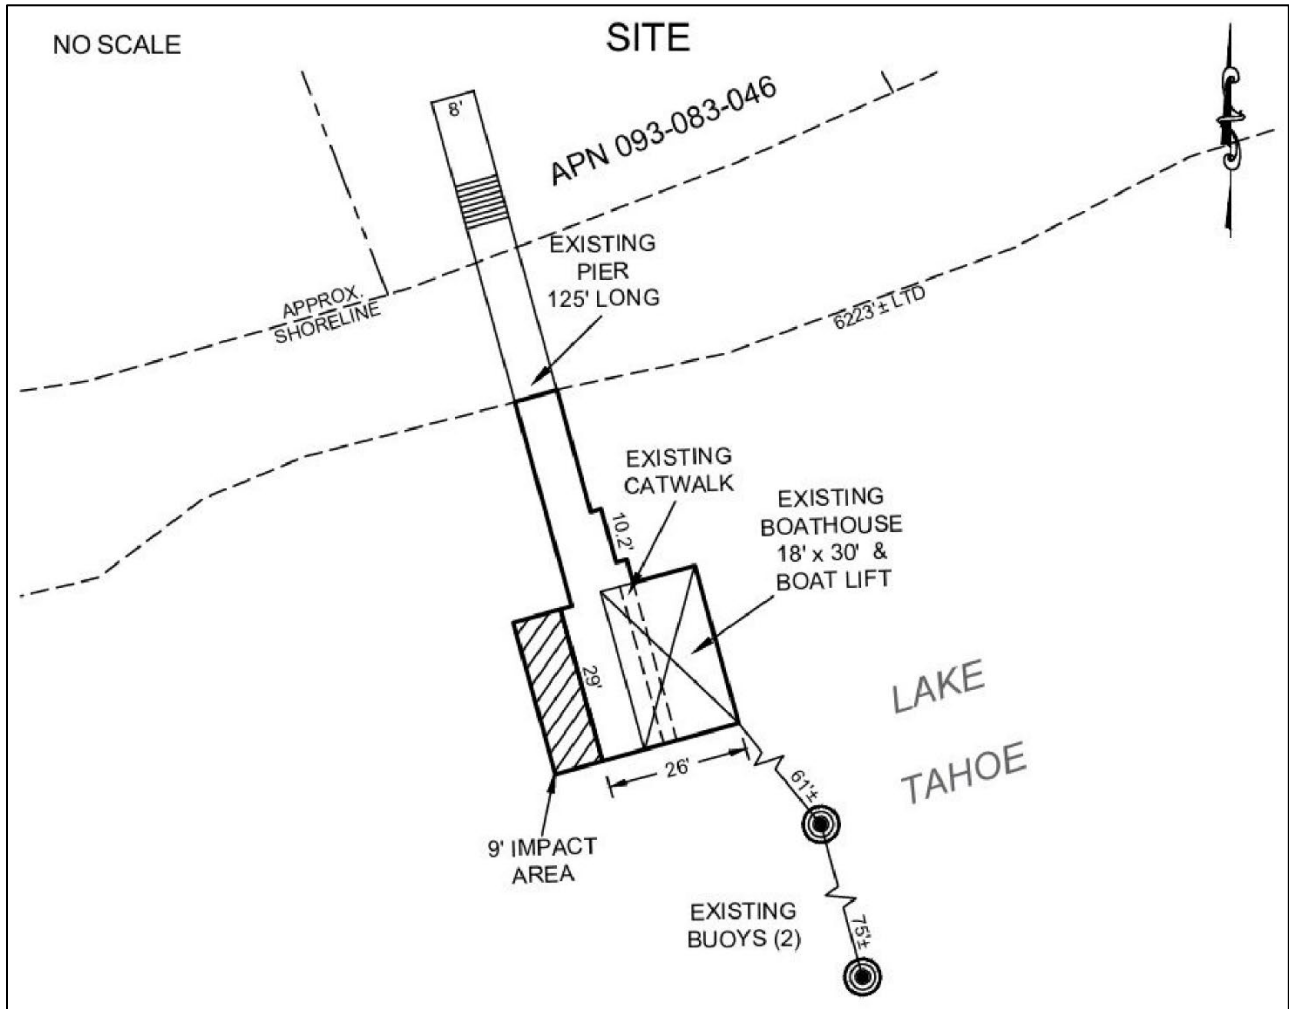 NO SCALE
SITE
8'
APN 093-083-046
EXISTING
PIER
125' LONG
APPROX.
SHORELINE
6223'± LTD
EXISTING
CATWALK
10.2'
EXISTING
BOATHOUSE
18' x 30' &
BOAT LIFT
29'
LAKE
TAHOE
26'
61'±
9' IMPACT
AREA
EXISTING
BUOYS (2)
75'±